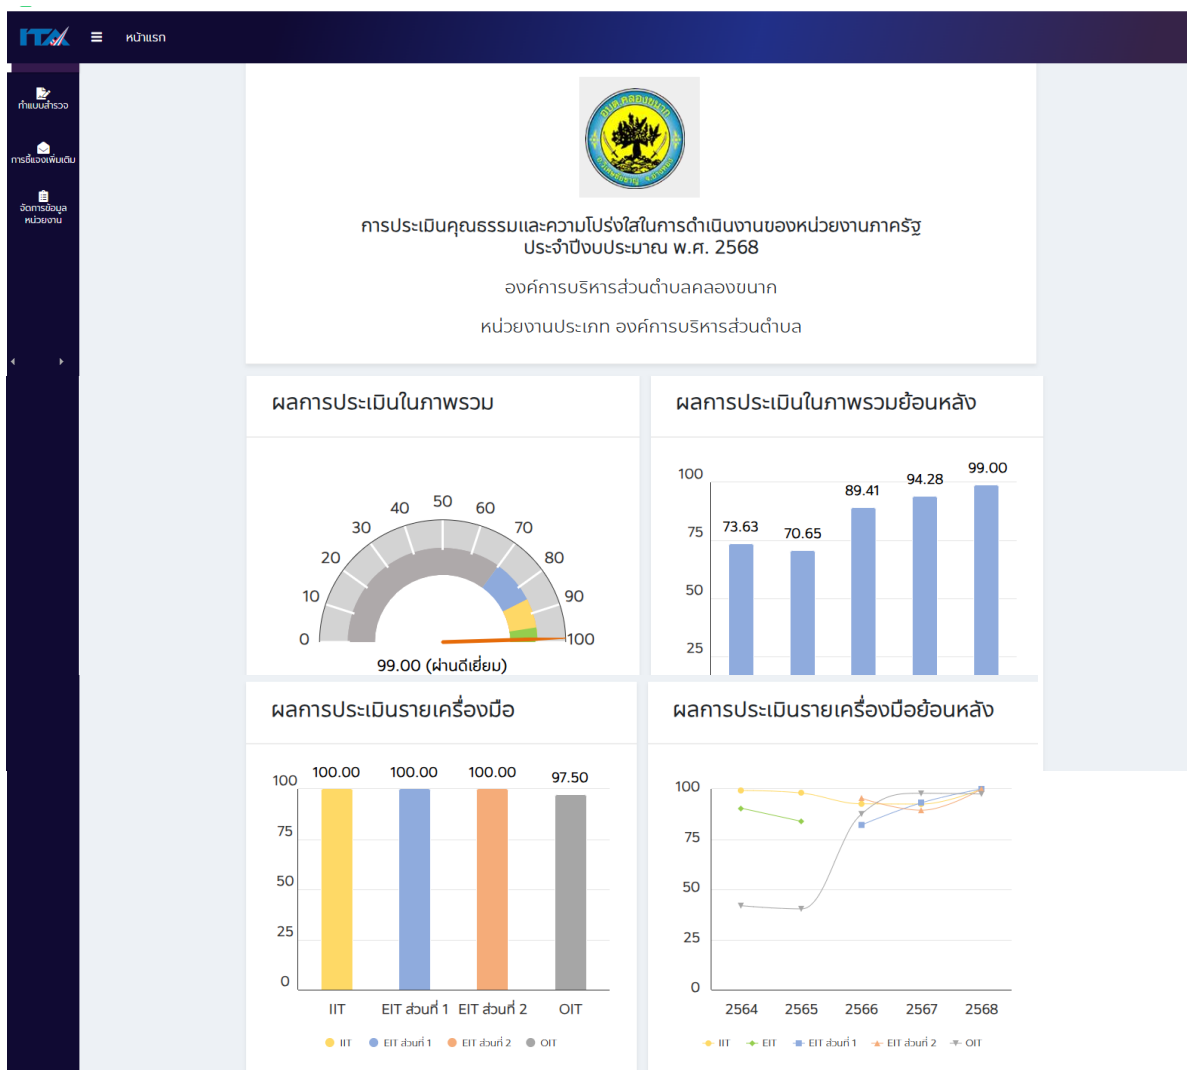 ITA
หน้าแรก
ทำแบบสำรวจ
การชี้แจงเพิ่มเติม
จัดการข้อมูล
หน่วยงาน
อบต.คลองขนาก
การประเมินคุณธรรมและความโปร่งใสในการดำเนินงานของหน่วยงานภาครัฐ
ประจำปีงบประมาณ พ.ศ. 2568
องค์การบริหารส่วนตำบลคลองขนาก
หน่วยงานประเภท องค์การบริหารส่วนตำบล
ผลการประเมินในภาพรวม
0
10
20
30
40
50
60
70
80
90
100
99.00 (ผ่านดีเยี่ยม)
ผลการประเมินในภาพรวมย้อนหลัง
100
75
50
25
73.63
70.65
89.41
94.28
99.00
ผลการประเมินรายเครื่องมือ
100
75
50
25
0
100.00
100.00
100.00
97.50
IIT
EIT ส่วนที่ 1
EIT ส่วนที่ 2
OIT
IIT
EIT ส่วนที่ 1
EIT ส่วนที่ 2
OIT
ผลการประเมินรายเครื่องมือย้อนหลัง
100
75
50
25
0
2564
2565
2566
2567
2568
IIT
EIT
EIT ส่วนที่ 1
EIT ส่วนที่ 2
OIT